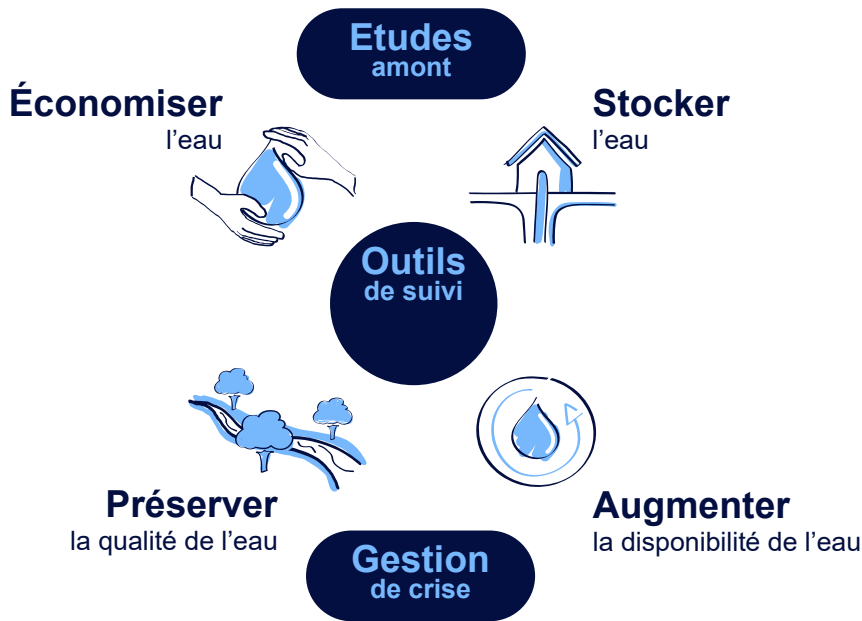 Etudes
amont
Économiser
l'eau
Stocker
l'eau
Outils
de suivi
Préserver
la qualité de l'eau
Augmenter
la disponibilité de l'eau
Gestion
de crise